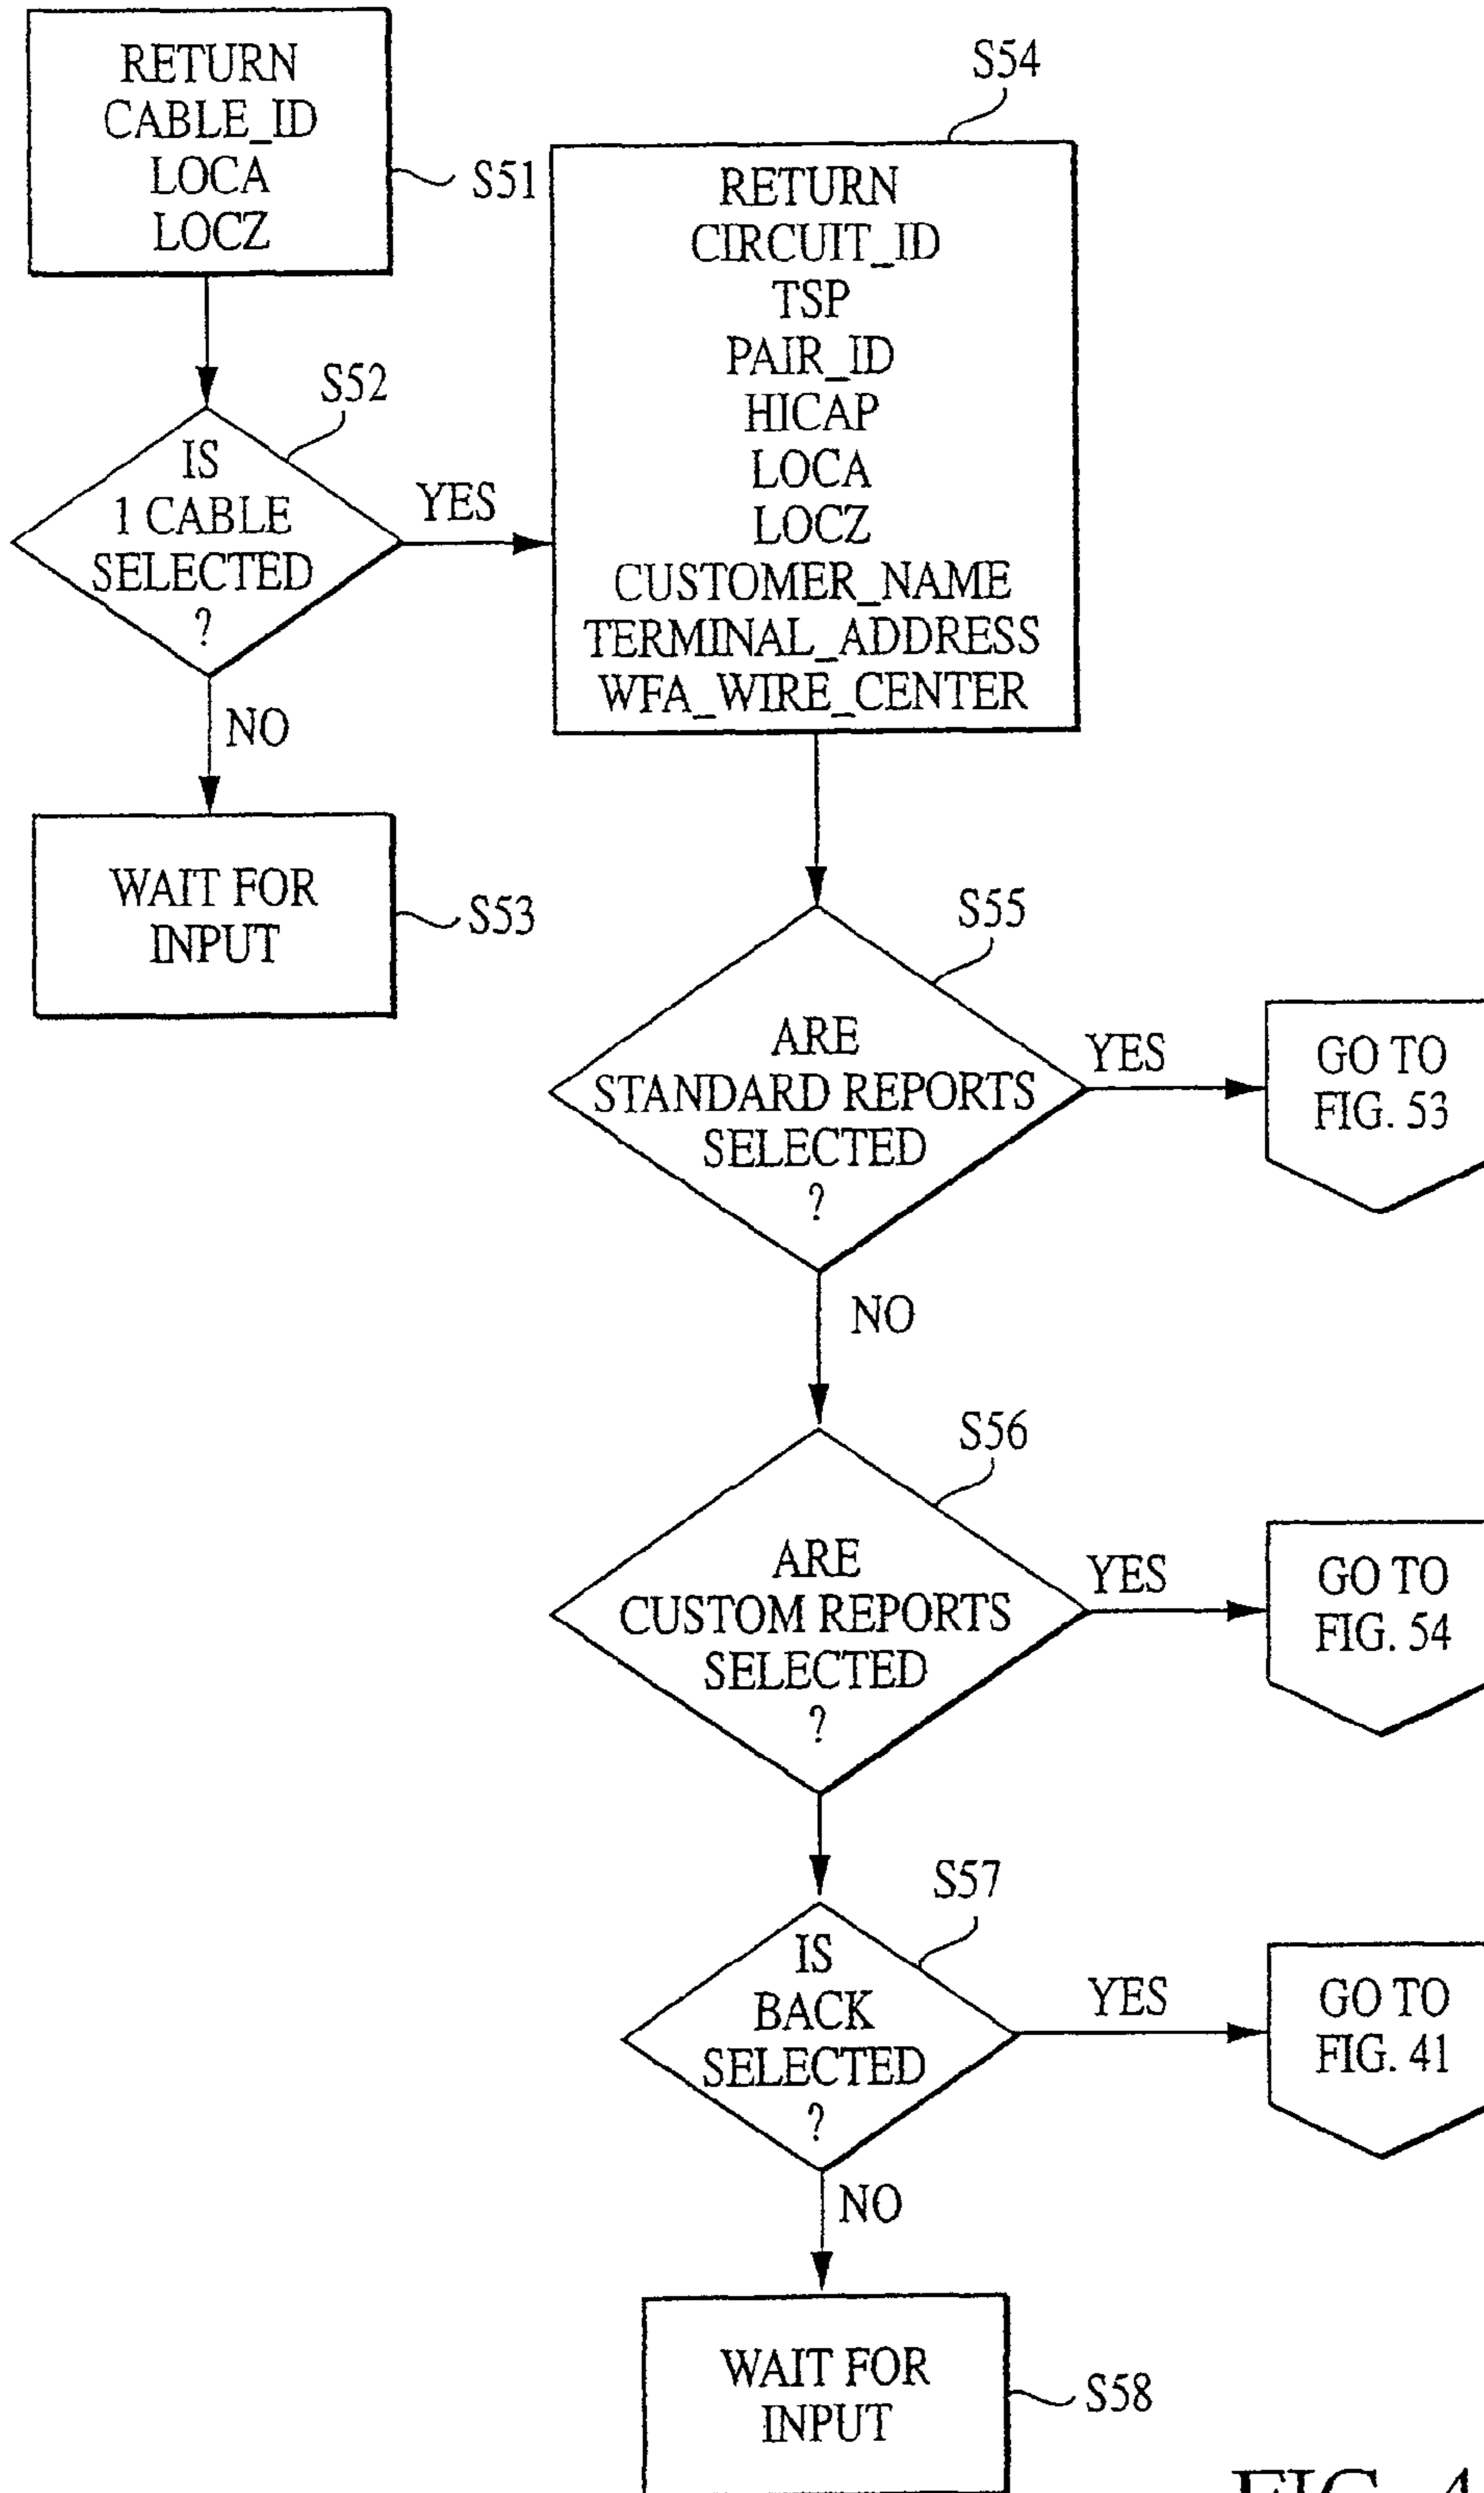 RETURN
CABLE_ID
LOCA
LOCZ
S51
S52
IS
1 CABLE
SELECTED
?
YES
NO
WAIT FOR
INPUT
S53
S54
RETURN
CIRCUIT_ID
TSP
PAIR_ID
HICAP
LOCA
LOCZ
CUSTOMER_NAME
TERMINAL_ADDRESS
WFA_WIRE_CENTER
S55
ARE
STANDARD REPORTS
SELECTED
?
YES
GO TO
FIG. 53
NO
S56
ARE
CUSTOM REPORTS
SELECTED
?
YES
GO TO
FIG. 54
S57
IS
BACK
SELECTED
?
YES
GO TO
FIG. 41
NO
WAIT FOR
INPUT
S58